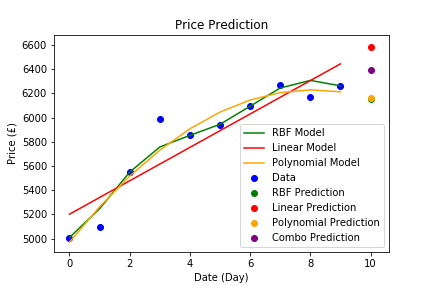 Price Prediction
6600
6400
6200
6000
5800
5600
5400
5200
5000
Price (£)
RBF Model
Linear Model
Polynomial Model
Data
RBF Prediction
Linear Prediction
Polynomial Prediction
Combo Prediction
0 2 4 6 8 10
Date (Day)